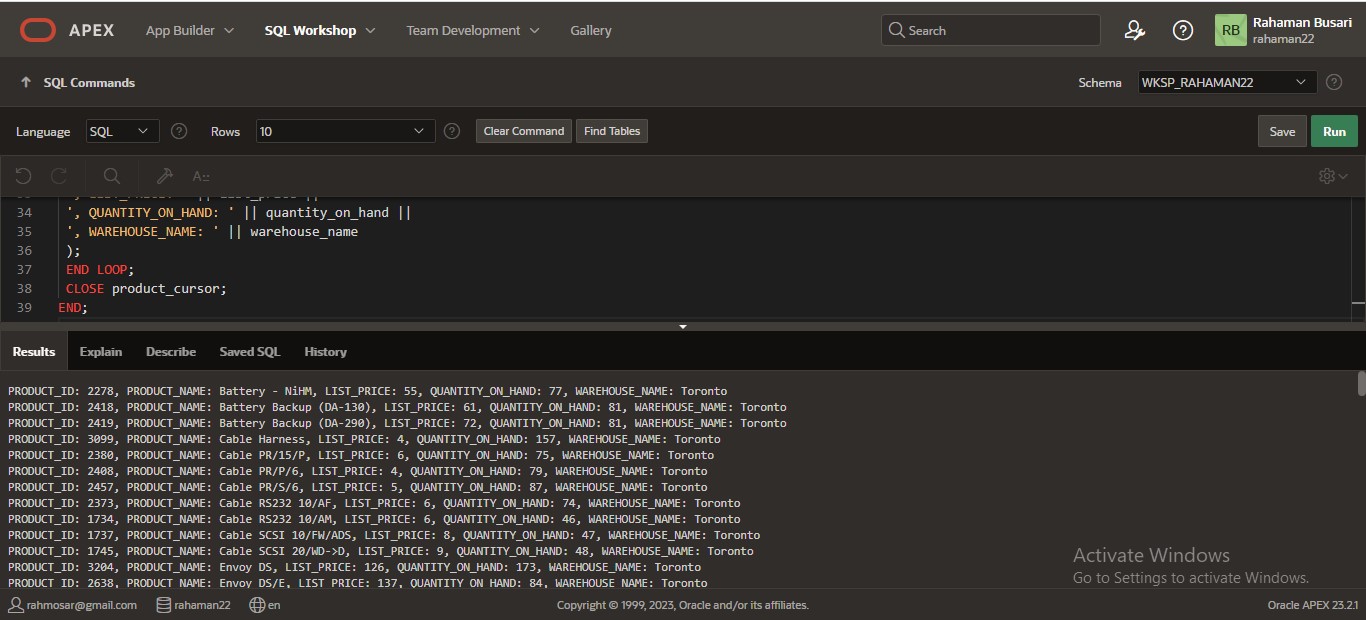 APEX App Builder SQL Workshop Team Development Gallery Search RB Rahaman Busari
rahaman22
SQL Commands Schema WKSP_RAHAMAN22
Language SQL Rows 10 Clear Command Find Tables Save Run
A::
34 ', QUANTITY_ON_HAND: ' || quantity_on_hand ||
35 ', WAREHOUSE_NAME: ' || warehouse_name
36 );
37 END LOOP;
38 CLOSE product_cursor;
39 END;
Results Explain Describe Saved SQL History
PRODUCT_ID: 2278, PRODUCT_NAME: Battery - NiHM, LIST_PRICE: 55, QUANTITY_ON_HAND: 77, WAREHOUSE_NAME: Toronto
PRODUCT_ID: 2418, PRODUCT_NAME: Battery Backup (DA-130), LIST_PRICE: 61, QUANTITY_ON_HAND: 81, WAREHOUSE_NAME: Toronto
PRODUCT_ID: 2419, PRODUCT_NAME: Battery Backup (DA-290), LIST_PRICE: 72, QUANTITY_ON_HAND: 81, WAREHOUSE_NAME: Toronto
PRODUCT_ID: 3099, PRODUCT_NAME: Cable Harness, LIST_PRICE: 4, QUANTITY_ON_HAND: 157, WAREHOUSE_NAME: Toronto
PRODUCT_ID: 2380, PRODUCT_NAME: Cable PR/15/P, LIST_PRICE: 6, QUANTITY_ON_HAND: 75, WAREHOUSE_NAME: Toronto
PRODUCT_ID: 2408, PRODUCT_NAME: Cable PR/P/6, LIST_PRICE: 4, QUANTITY_ON_HAND: 79, WAREHOUSE_NAME: Toronto
PRODUCT_ID: 2457, PRODUCT_NAME: Cable PR/S/6, LIST_PRICE: 5, QUANTITY_ON_HAND: 87, WAREHOUSE_NAME: Toronto
PRODUCT_ID: 2373, PRODUCT_NAME: Cable RS232 10/AF, LIST_PRICE: 6, QUANTITY_ON_HAND: 74, WAREHOUSE_NAME: Toronto
PRODUCT_ID: 1734, PRODUCT_NAME: Cable RS232 10/AM, LIST_PRICE: 6, QUANTITY_ON_HAND: 46, WAREHOUSE_NAME: Toronto
PRODUCT_ID: 1737, PRODUCT_NAME: Cable SCSI 10/FW/ADS, LIST_PRICE: 8, QUANTITY_ON_HAND: 47, WAREHOUSE_NAME: Toronto
PRODUCT_ID: 1745, PRODUCT_NAME: Cable SCSI 20/WD->D, LIST_PRICE: 9, QUANTITY_ON_HAND: 48, WAREHOUSE_NAME: Toronto
PRODUCT_ID: 3204, PRODUCT_NAME: Envoy DS, LIST_PRICE: 126, QUANTITY_ON_HAND: 173, WAREHOUSE_NAME: Toronto
PRODUCT_ID: 2638, PRODUCT_NAME: Envoy DS/E, LIST_PRICE: 137, QUANTITY_ON_HAND: 84, WAREHOUSE_NAME: Toronto
Activate Windows
Go to Settings to activate Windows.
rahmosar@gmail.com rahaman22 en Copyright © 1999, 2023, Oracle and/or its affiliates. Oracle APEX 23.2.1